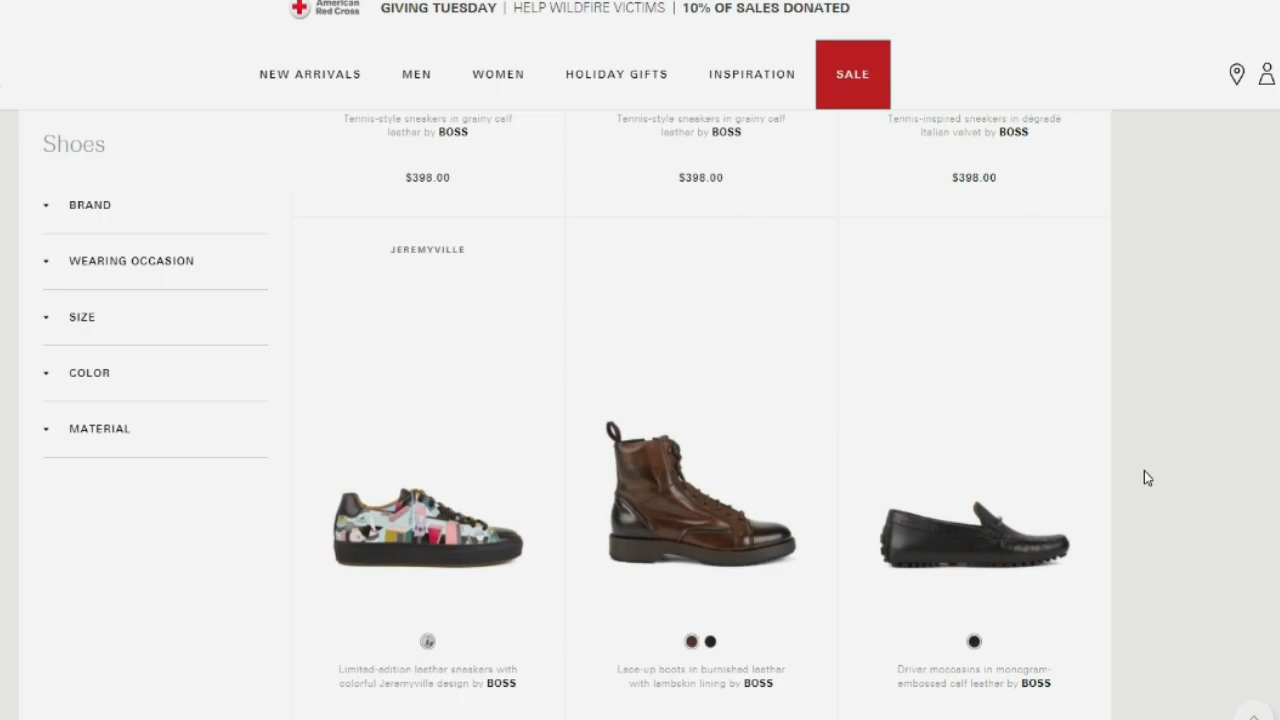 American
Red Cross
GIVING TUESDAY | HELP WILDFIRE VICTIMS | 10% OF SALES DONATED
NEW ARRIVALS MEN WOMEN HOLIDAY GIFTS INSPIRATION SALE
Shoes
BRAND
WEARING OCCASION
SIZE
COLOR
MATERIAL
Tennis-style sneakers in grainy calf
leather by BOSS
$398.00
Tennis-style sneakers in grainy calf
leather by BOSS
$398.00
Tennis-inspired sneakers in dégradé
Italian velvet by BOSS
$398.00
JEREMYVILLE
Limited-edition leather sneakers with
colorful Jeremyville design by BOSS
Lace-up boots in burnished leather
with lambskin lining by BOSS
Driver moccasins in monogram-
embossed calf leather by BOSS